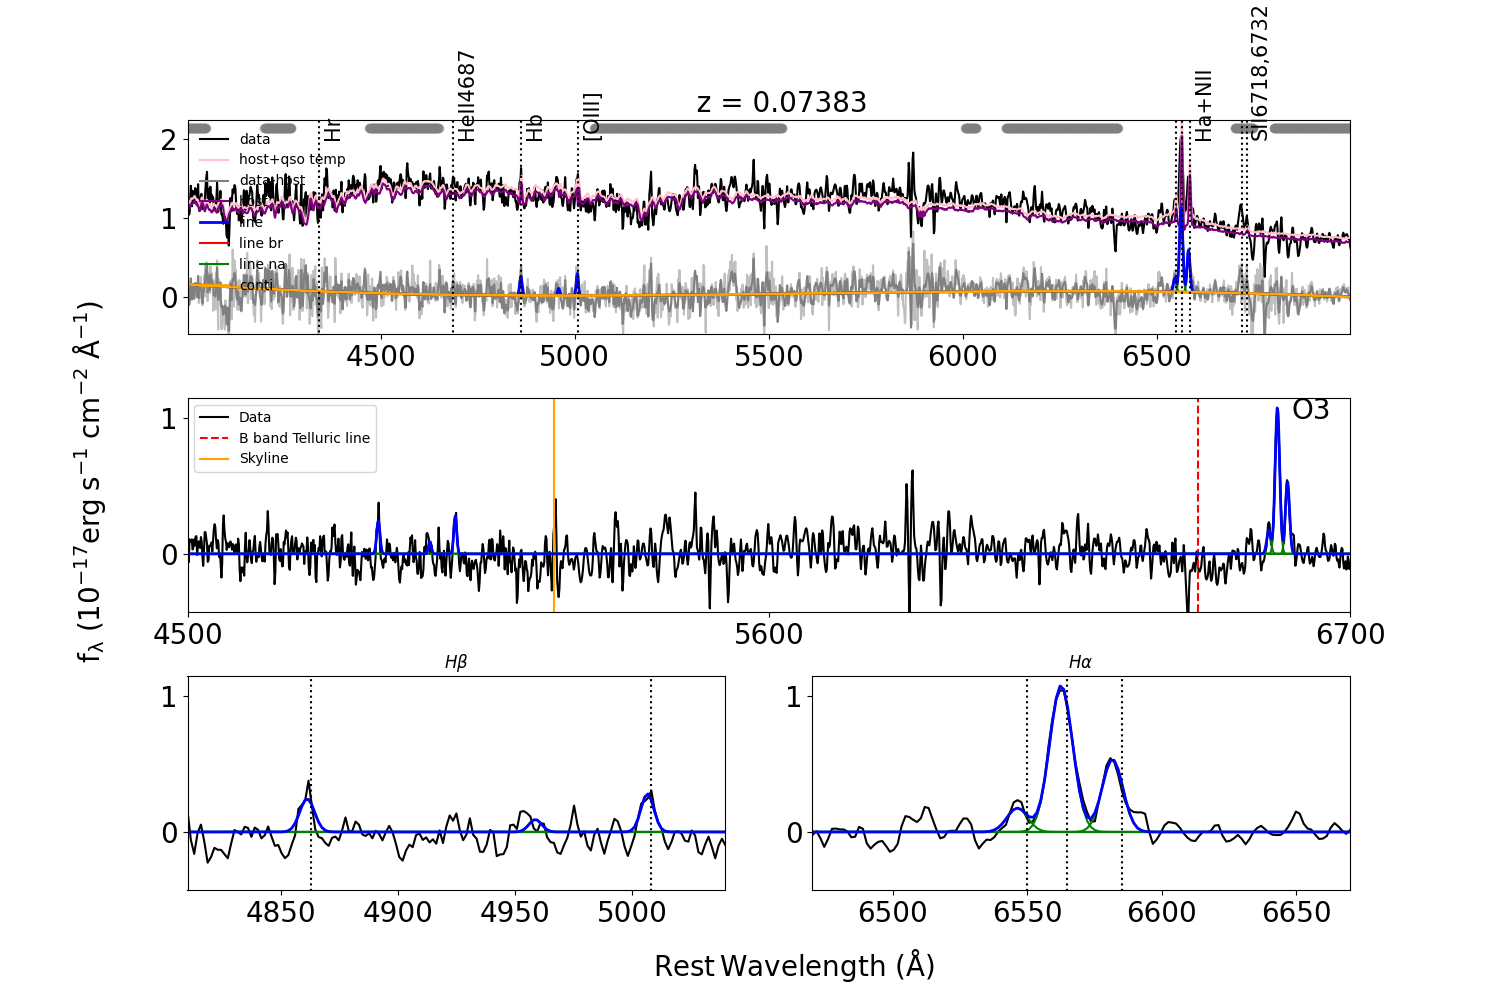 z = 0.07383
Hr
HeII4687
Hb
[OIII]
Ha+NII
SII6718,6732
data
host+qso temp
data-host
host
line
line br
line na
conti
2
1
0
4500
5000
5500
6000
6500
f_λ (10^−17 erg s^−1 cm^−2 Å^−1)
Data
B band Telluric line
Skyline
O3
1
0
4500
5600
6700
Hβ
1
0
4850
4900
4950
5000
Hα
1
0
6500
6550
6600
6650
Rest Wavelength (Å)